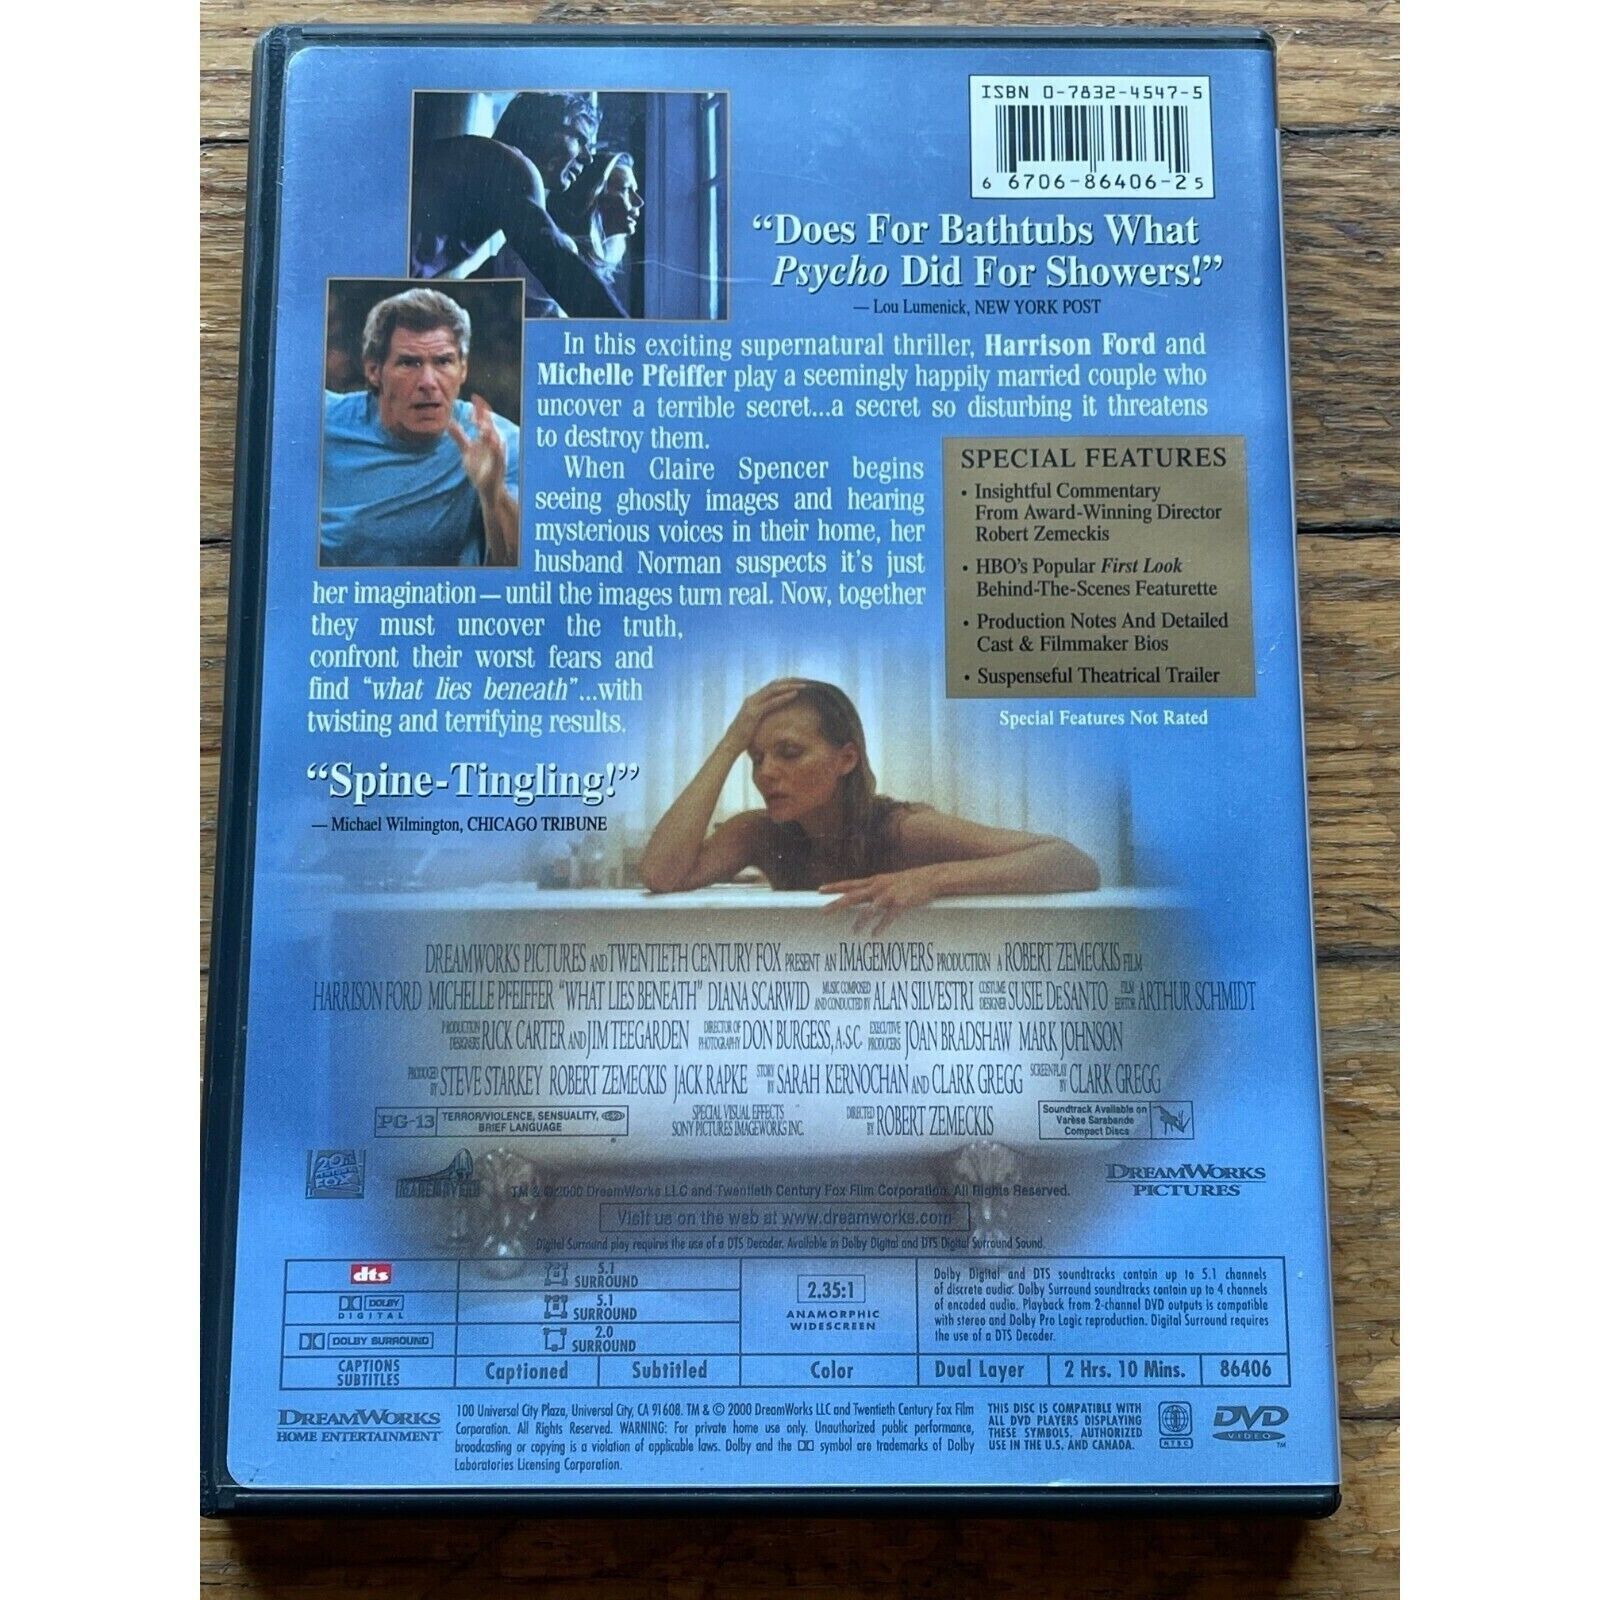 ISBN 0-7832-4547-5
6 6706-86406-2 5
“Does For Bathtubs What
Psycho Did For Showers!”
— Lou Lumenick, NEW YORK POST
In this exciting supernatural thriller, Harrison Ford and
Michelle Pfeiffer play a seemingly happily married couple who
uncover a terrible secret...a secret so disturbing it threatens
to destroy them.
When Claire Spencer begins
seeing ghostly images and hearing
mysterious voices in their home, her
husband Norman suspects it’s just
her imagination — until the images turn real. Now, together
they must uncover the truth,
confront their worst fears and
find “what lies beneath”...with
twisting and terrifying results.
SPECIAL FEATURES
• Insightful Commentary
From Award-Winning Director
Robert Zemeckis
• HBO’s Popular First Look
Behind-The-Scenes Featurette
• Production Notes And Detailed
Cast & Filmmaker Bios
• Suspenseful Theatrical Trailer
Special Features Not Rated
“Spine-Tingling!”
— Michael Wilmington, CHICAGO TRIBUNE
DREAMWORKS PICTURES AND TWENTIETH CENTURY FOX PRESENT AN IMAGEMOVERS PRODUCTION A ROBERT ZEMECKIS FILM
HARRISON FORD MICHELLE PFEIFFER “WHAT LIES BENEATH” DIANA SCARWID MUSIC COMPOSED AND CONDUCTED BY ALAN SILVESTRI COSTUME DESIGNER SUSIE DESANTO FILM EDITOR ARTHUR SCHMIDT
PRODUCTION DESIGNERS RICK CARTER AND JIM TEEGARDEN DIRECTOR OF PHOTOGRAPHY DON BURGESS, A.S.C. EXECUTIVE PRODUCERS JOAN BRADSHAW MARK JOHNSON
PRODUCED BY STEVE STARKEY ROBERT ZEMECKIS JACK RAPKE STORY BY SARAH KERNOCHAN AND CLARK GREGG SCREENPLAY BY CLARK GREGG
PG-13 TERROR/VIOLENCE, SENSUALITY,
BRIEF LANGUAGE
SPECIAL VISUAL EFFECTS
SONY PICTURES IMAGEWORKS INC.
DIRECTED BY ROBERT ZEMECKIS
Soundtrack Available on
Varèse Sarabande
Compact Discs
20th
CENTURY
FOX
IMAGEMOVERS
DREAMWORKS
PICTURES
TM & © 2000 DreamWorks LLC and Twentieth Century Fox Film Corporation. All Rights Reserved.
Visit us on the web at www.dreamworks.com
Digital Surround play requires the use of a DTS Decoder. Available in Dolby Digital and DTS Digital Surround Sound.
dts 5.1 SURROUND
DOLBY DIGITAL 5.1 SURROUND
DOLBY SURROUND 2.0 SURROUND
2.35:1
ANAMORPHIC
WIDESCREEN
Dolby Digital and DTS soundtracks contain up to 5.1 channels
of discrete audio. Dolby Surround soundtracks contain up to 4 channels
of encoded audio. Playback from 2-channel DVD outputs is compatible
with stereo and Dolby Pro Logic reproduction. Digital Surround requires
the use of a DTS Decoder.
CAPTIONS
SUBTITLES
Captioned Subtitled Color Dual Layer 2 Hrs. 10 Mins. 86406
DREAMWORKS
HOME ENTERTAINMENT
100 Universal City Plaza, Universal City, CA 91608. TM & © 2000 DreamWorks LLC and Twentieth Century Fox Film
Corporation. All Rights Reserved. WARNING: For private home use only. Unauthorized public performance,
broadcasting or copying is a violation of applicable laws. Dolby and the DD symbol are trademarks of Dolby
Laboratories Licensing Corporation.
THIS DISC IS COMPATIBLE WITH
ALL DVD PLAYERS DISPLAYING
THESE SYMBOLS. AUTHORIZED
USE IN THE U.S. AND CANADA.
NTSC
DVD
VIDEO
TM